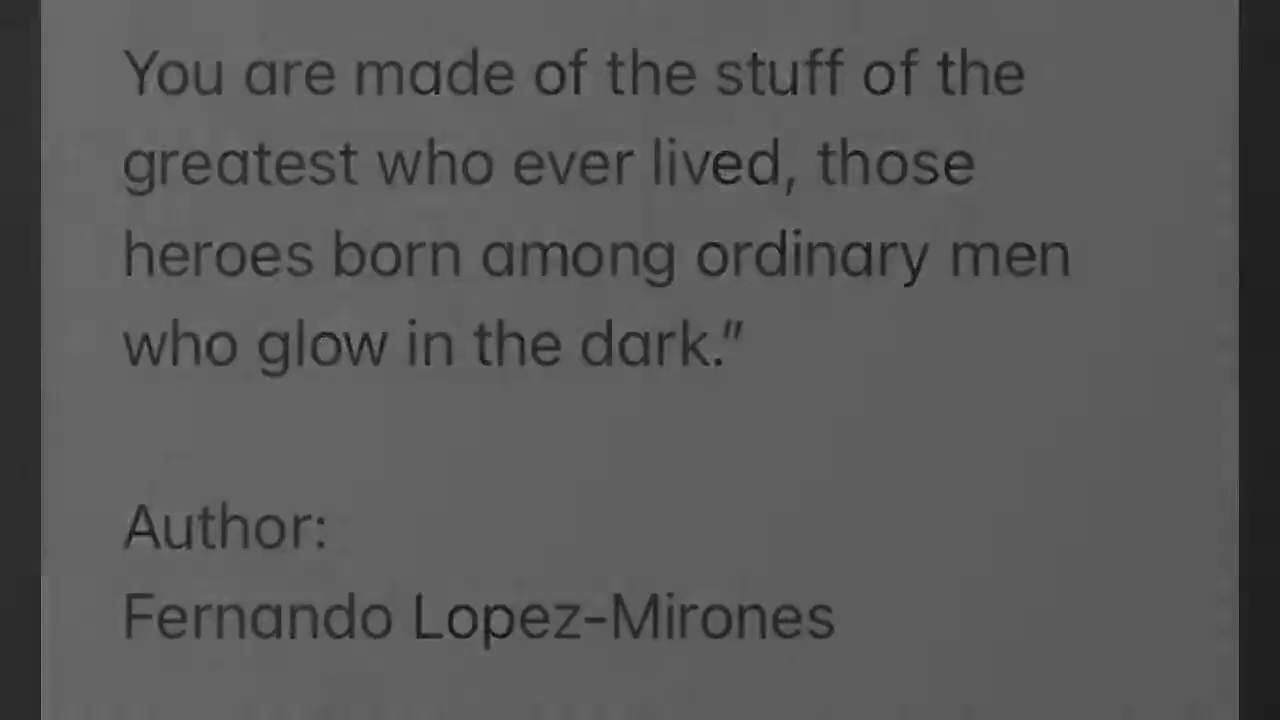 You are made of the stuff of the
greatest who ever lived, those
heroes born among ordinary men
who glow in the dark.”
Author:
Fernando Lopez-Mirones